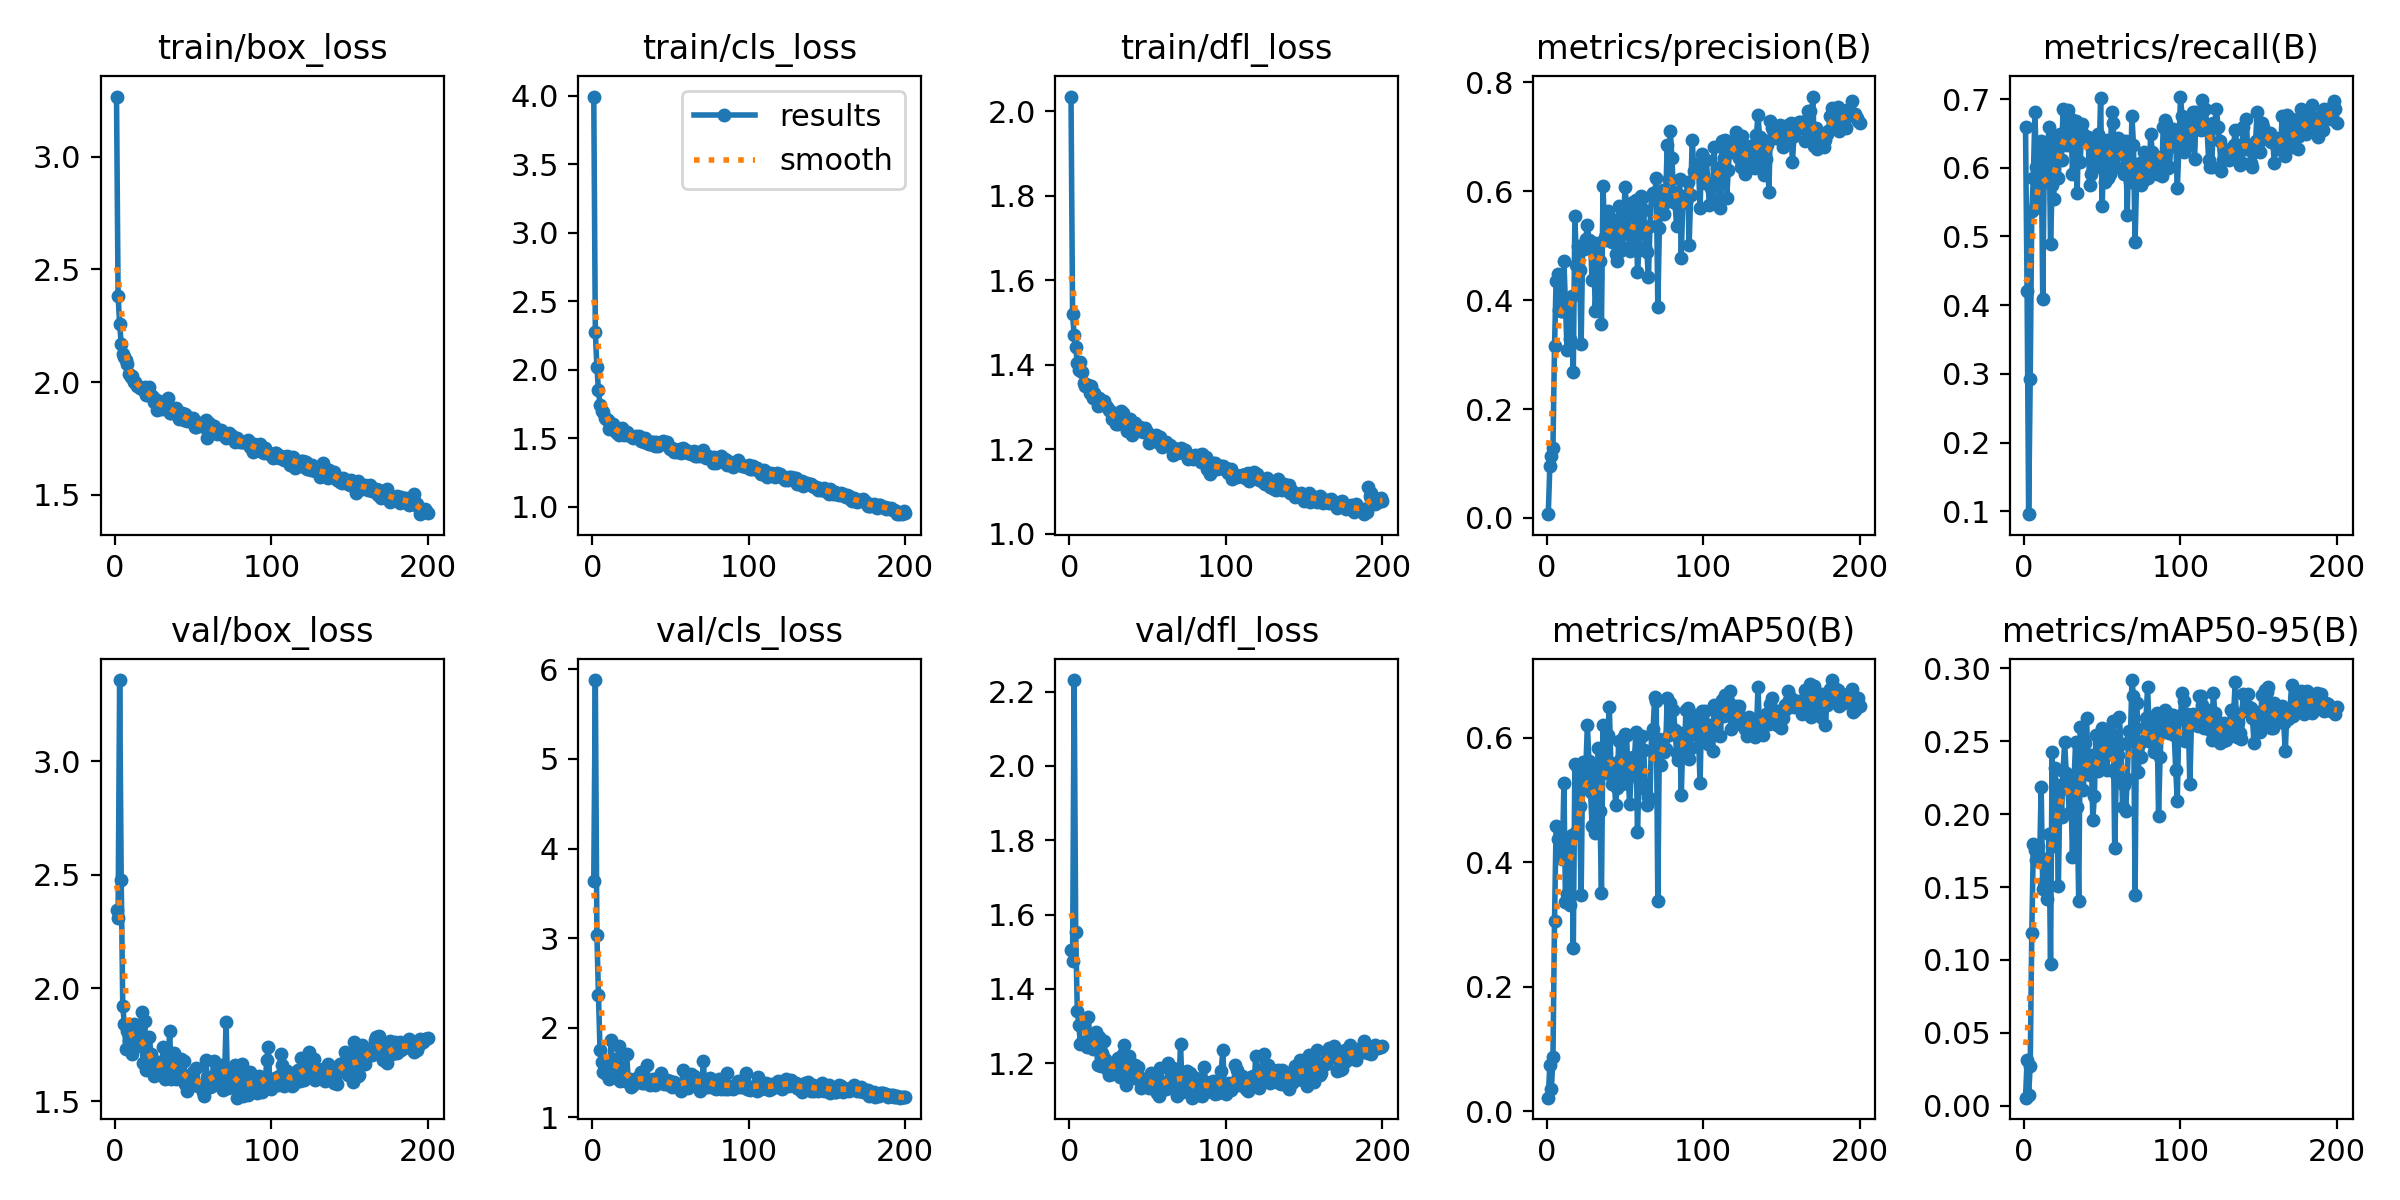 train/box_loss
3.0
2.5
2.0
1.5
0 100 200
train/cls_loss
results
smooth
4.0
3.5
3.0
2.5
2.0
1.5
1.0
0 100 200
train/dfl_loss
2.0
1.8
1.6
1.4
1.2
1.0
0 100 200
metrics/precision(B)
0.8
0.6
0.4
0.2
0.0
0 100 200
metrics/recall(B)
0.7
0.6
0.5
0.4
0.3
0.2
0.1
0 100 200
val/box_loss
3.0
2.5
2.0
1.5
0 100 200
val/cls_loss
6
5
4
3
2
1
0 100 200
val/dfl_loss
2.2
2.0
1.8
1.6
1.4
1.2
0 100 200
metrics/mAP50(B)
0.6
0.4
0.2
0.0
0 100 200
metrics/mAP50-95(B)
0.30
0.25
0.20
0.15
0.10
0.05
0.00
0 100 200